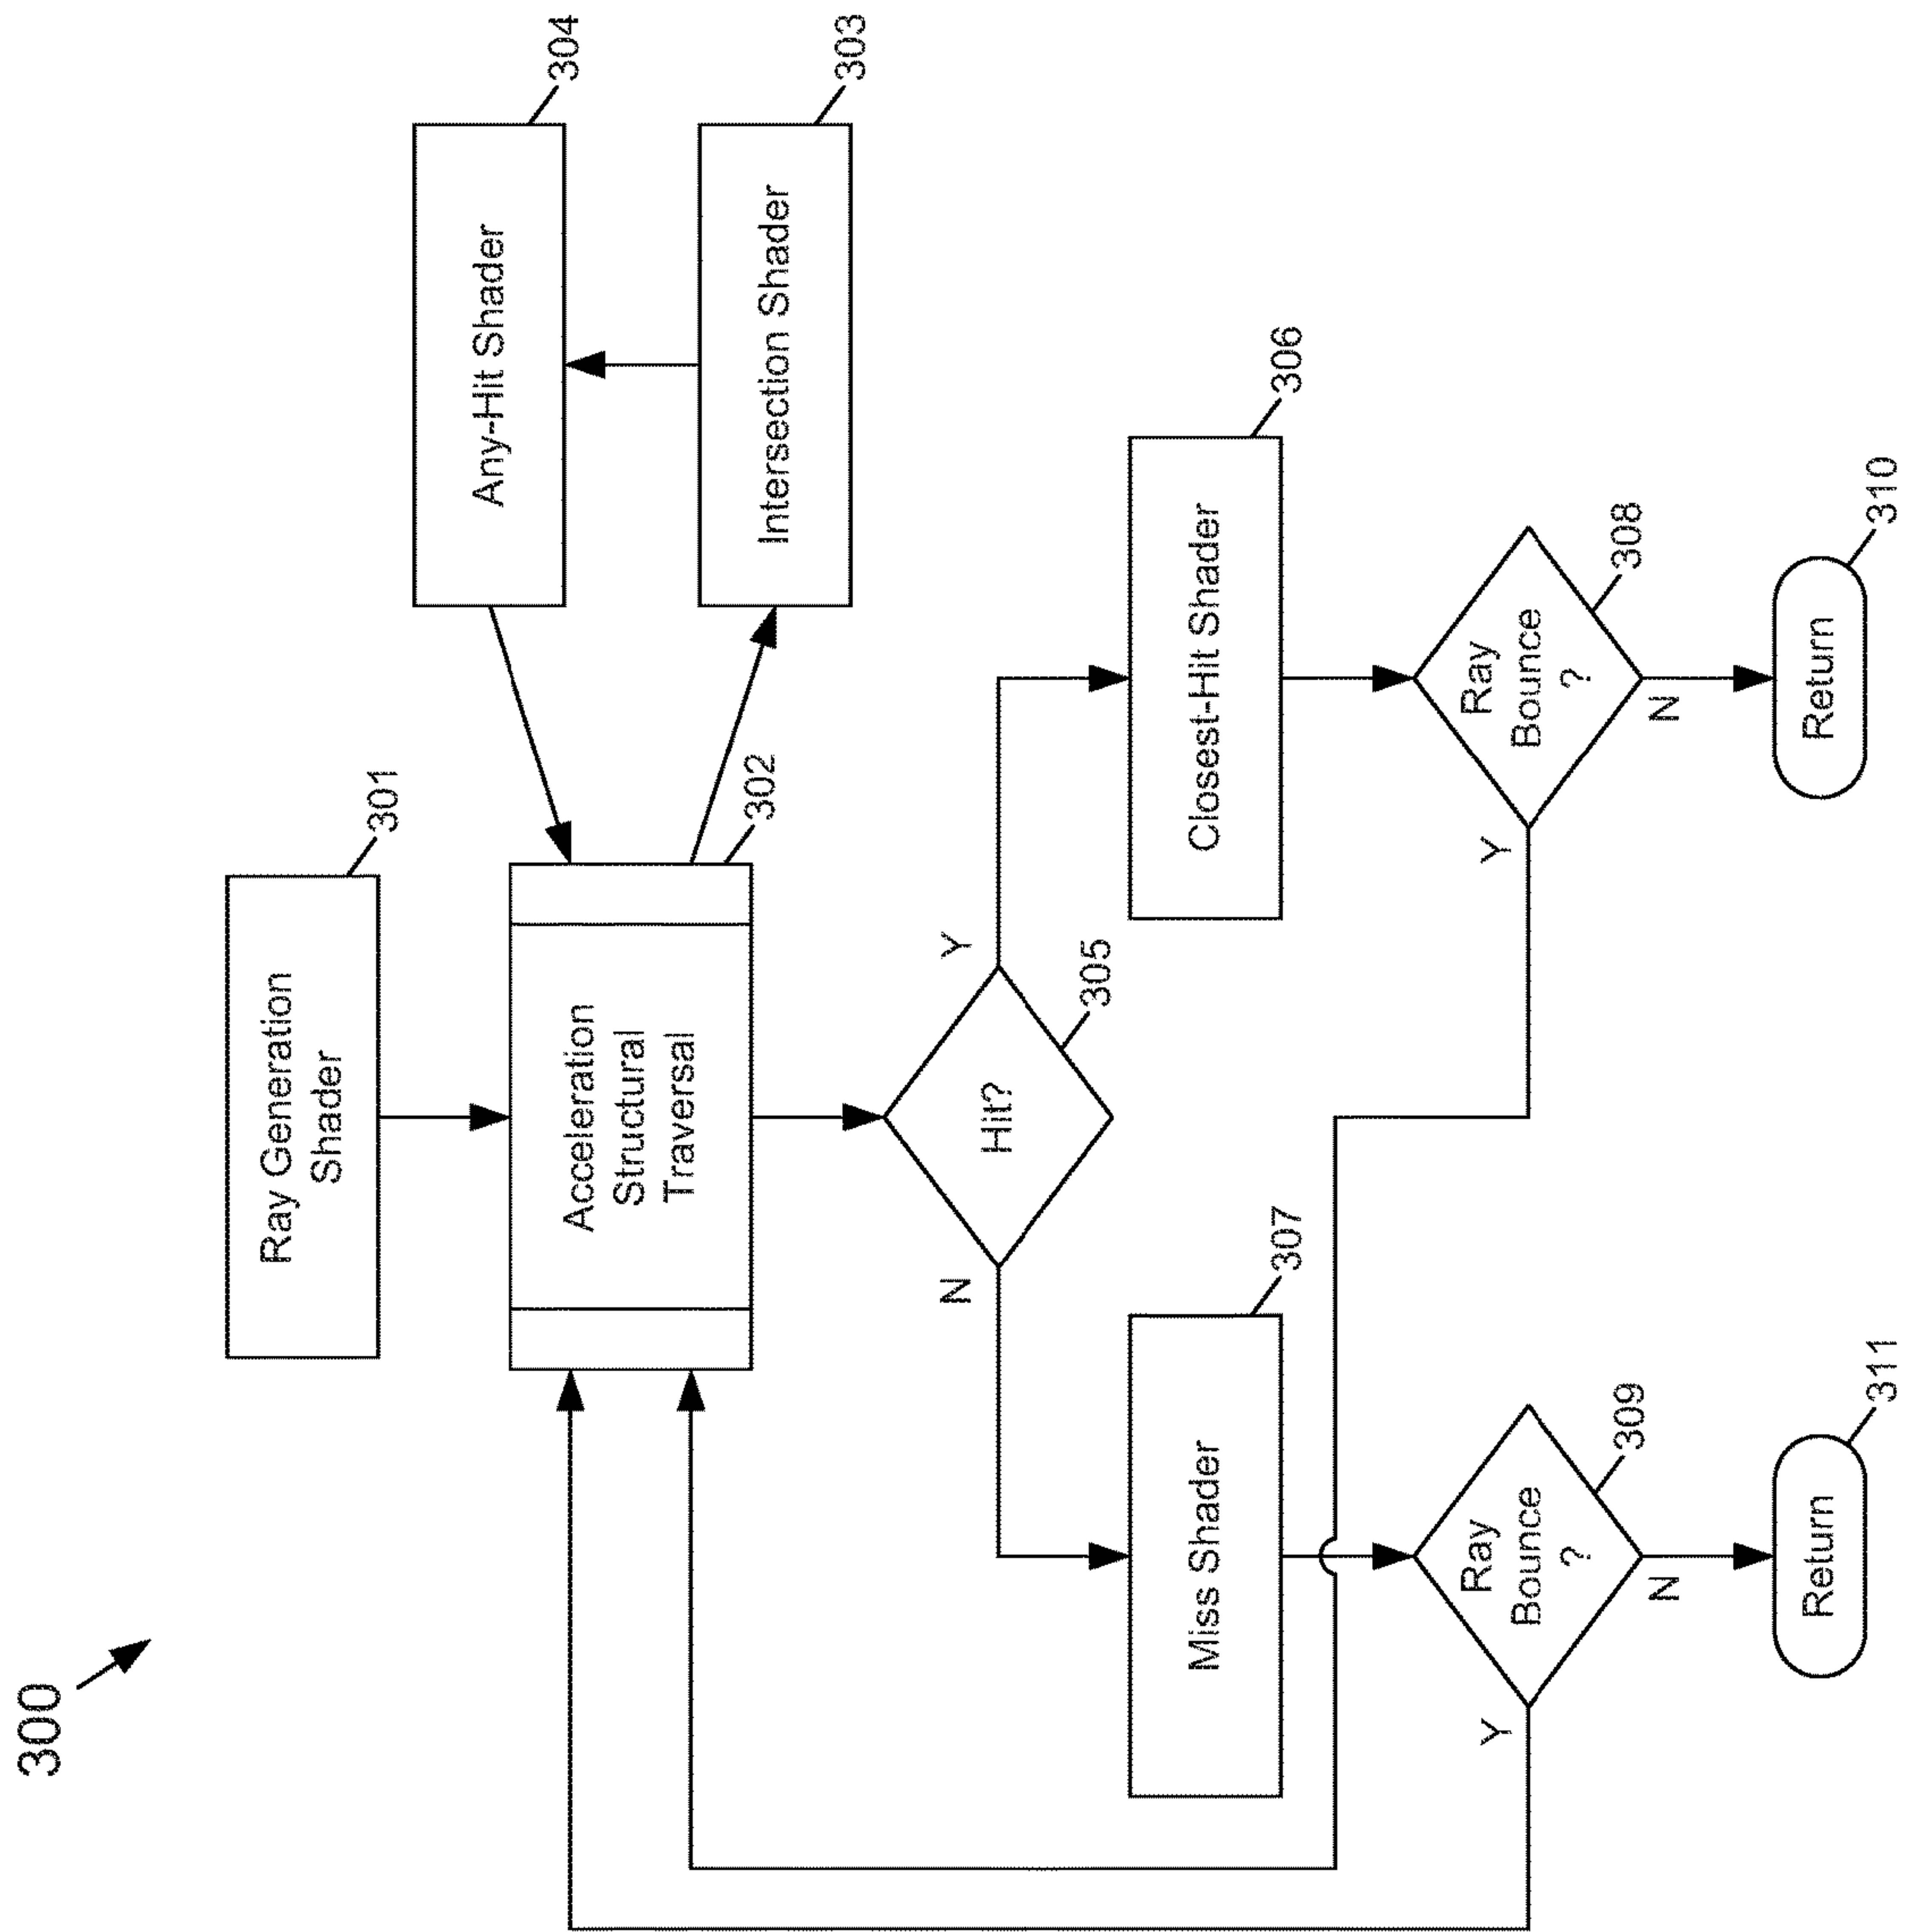 300
Ray Generation
Shader
301
Acceleration
Structural
Traversal
302
Any-Hit Shader
304
Intersection Shader
303
Hit?
305
N
Y
Miss Shader
307
Closest-Hit Shader
306
Ray
Bounce
?
309
Y
N
Ray
Bounce
?
308
Y
N
Return
311
Return
310